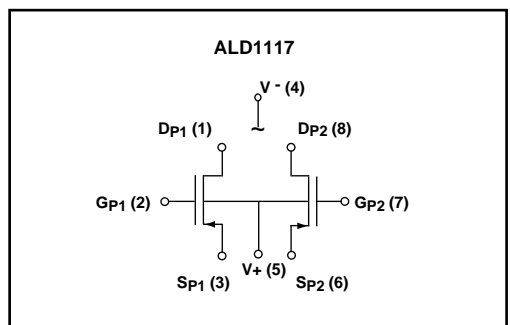 ALD1117
V - (4)
~
DP1 (1)
DP2 (8)
GP1 (2)
GP2 (7)
SP1 (3)
V+ (5)
SP2 (6)